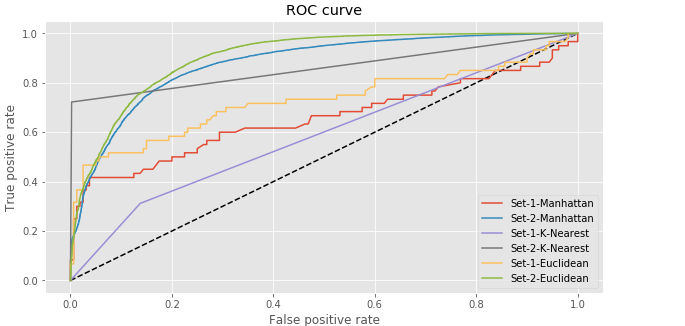 ROC curve
True positive rate
1.0
0.8
0.6
0.4
0.2
0.0
Set-1-Manhattan
Set-2-Manhattan
Set-1-K-Nearest
Set-2-K-Nearest
Set-1-Euclidean
Set-2-Euclidean
0.0 0.2 0.4 0.6 0.8 1.0
False positive rate